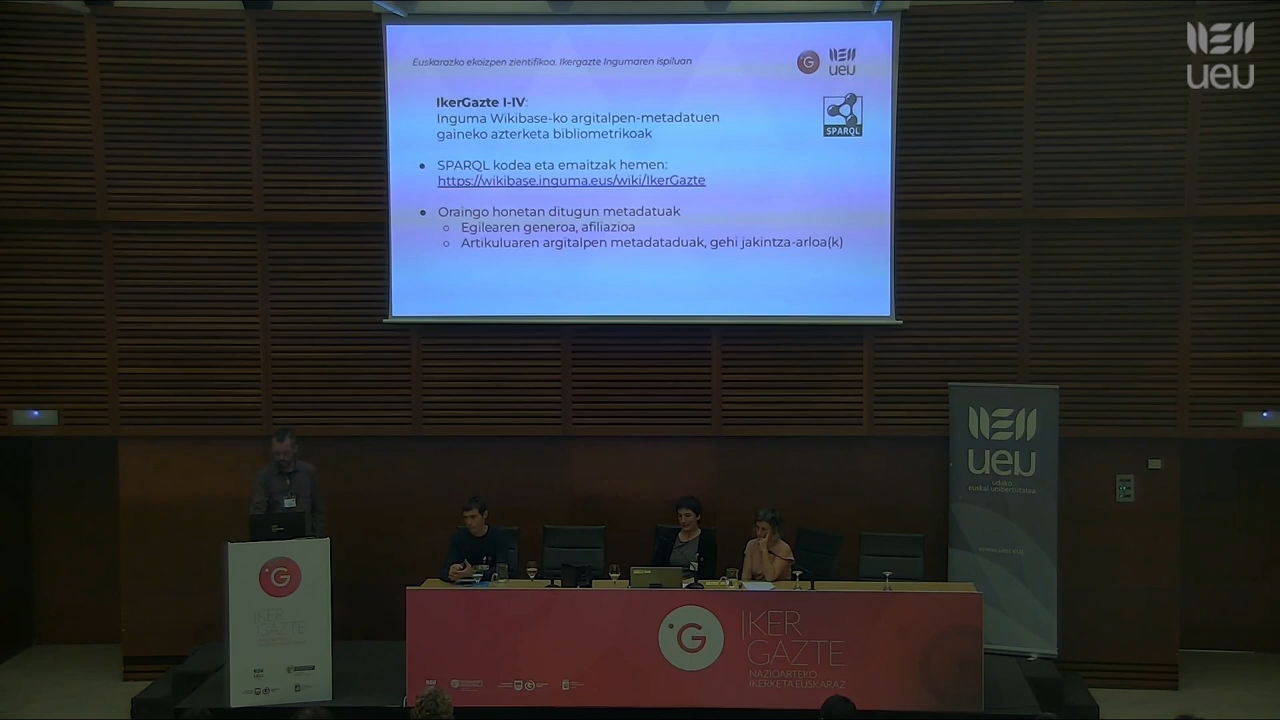 Euskarazko ekoizpen zientifikoa. Ikergazte Ingumaren ispiluan
G
UEU
IkerGazte I-IV:
Inguma Wikibase-ko argitalpen-metadatuen
gaineko azterketa bibliometrikoak
SPARQL
• SPARQL kodea eta emaitzak hemen:
https://wikibase.inguma.eus/wiki/IkerGazte
• Oraingo honetan ditugun metadatuak
○ Egilearen generoa, afiliazioa
○ Artikuluaren argitalpen metadataduak, gehi jakintza-arloa(k)
UEU
UEU
udako
euskal unibertsitatea
G
IKER
GAZTE
G
IKER
GAZTE
NAZIOARTEKO
IKERKETA EUSKARAZ